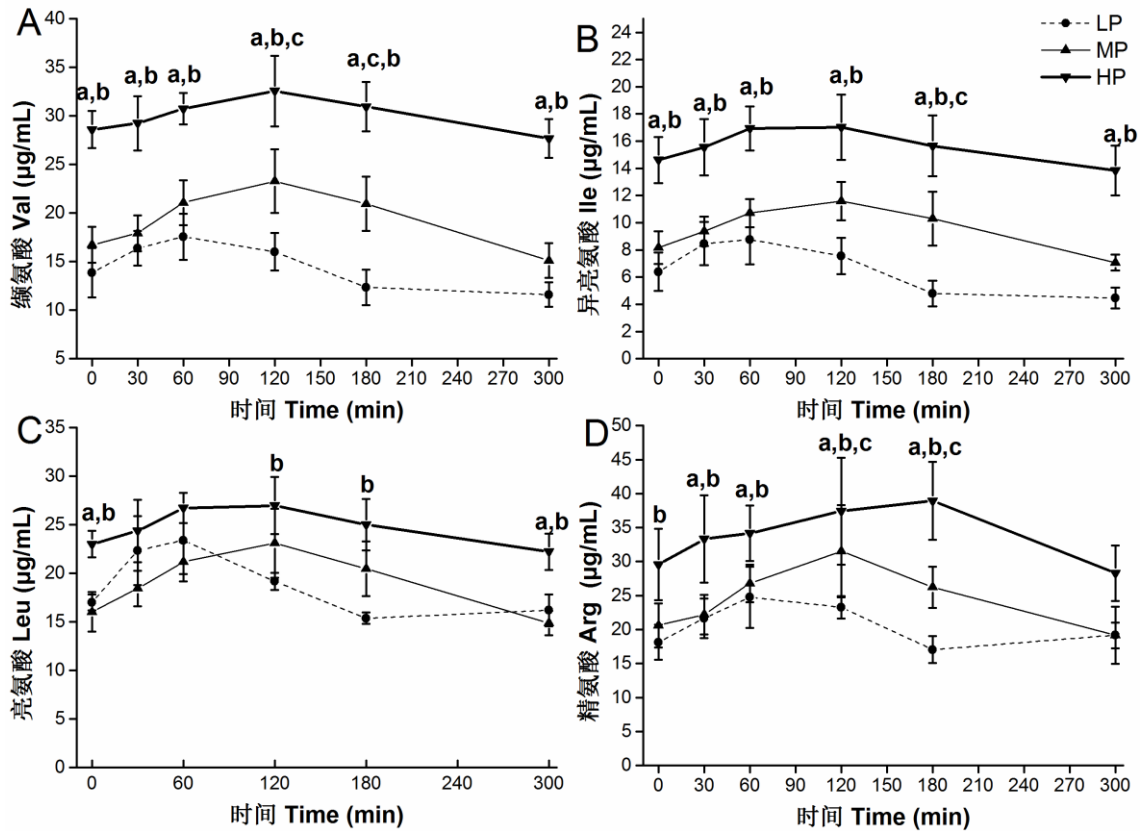 A
40
35
30
25
20
15
10
5
缬氨酸 Val (μg/mL)
a,b
a,b
a,b
a,b,c
a,c,b
a,b
0 30 60 90 120 150 180 210 240 270 300
时间 Time (min)
B
24
22
20
18
16
14
12
10
8
6
4
2
0
异亮氨酸 Ile (μg/mL)
a,b
a,b
a,b
a,b
a,b,c
a,b
LP
MP
HP
0 30 60 90 120 150 180 210 240 270 300
时间 Time (min)
C
35
30
25
20
15
10
5
0
亮氨酸 Leu (μg/mL)
a,b
b
b
a,b
0 30 60 90 120 150 180 210 240 270 300
时间 Time (min)
D
50
45
40
35
30
25
20
15
10
5
0
精氨酸 Arg (μg/mL)
b
a,b
a,b
a,b,c
a,b,c
0 30 60 90 120 150 180 210 240 270 300
时间 Time (min)